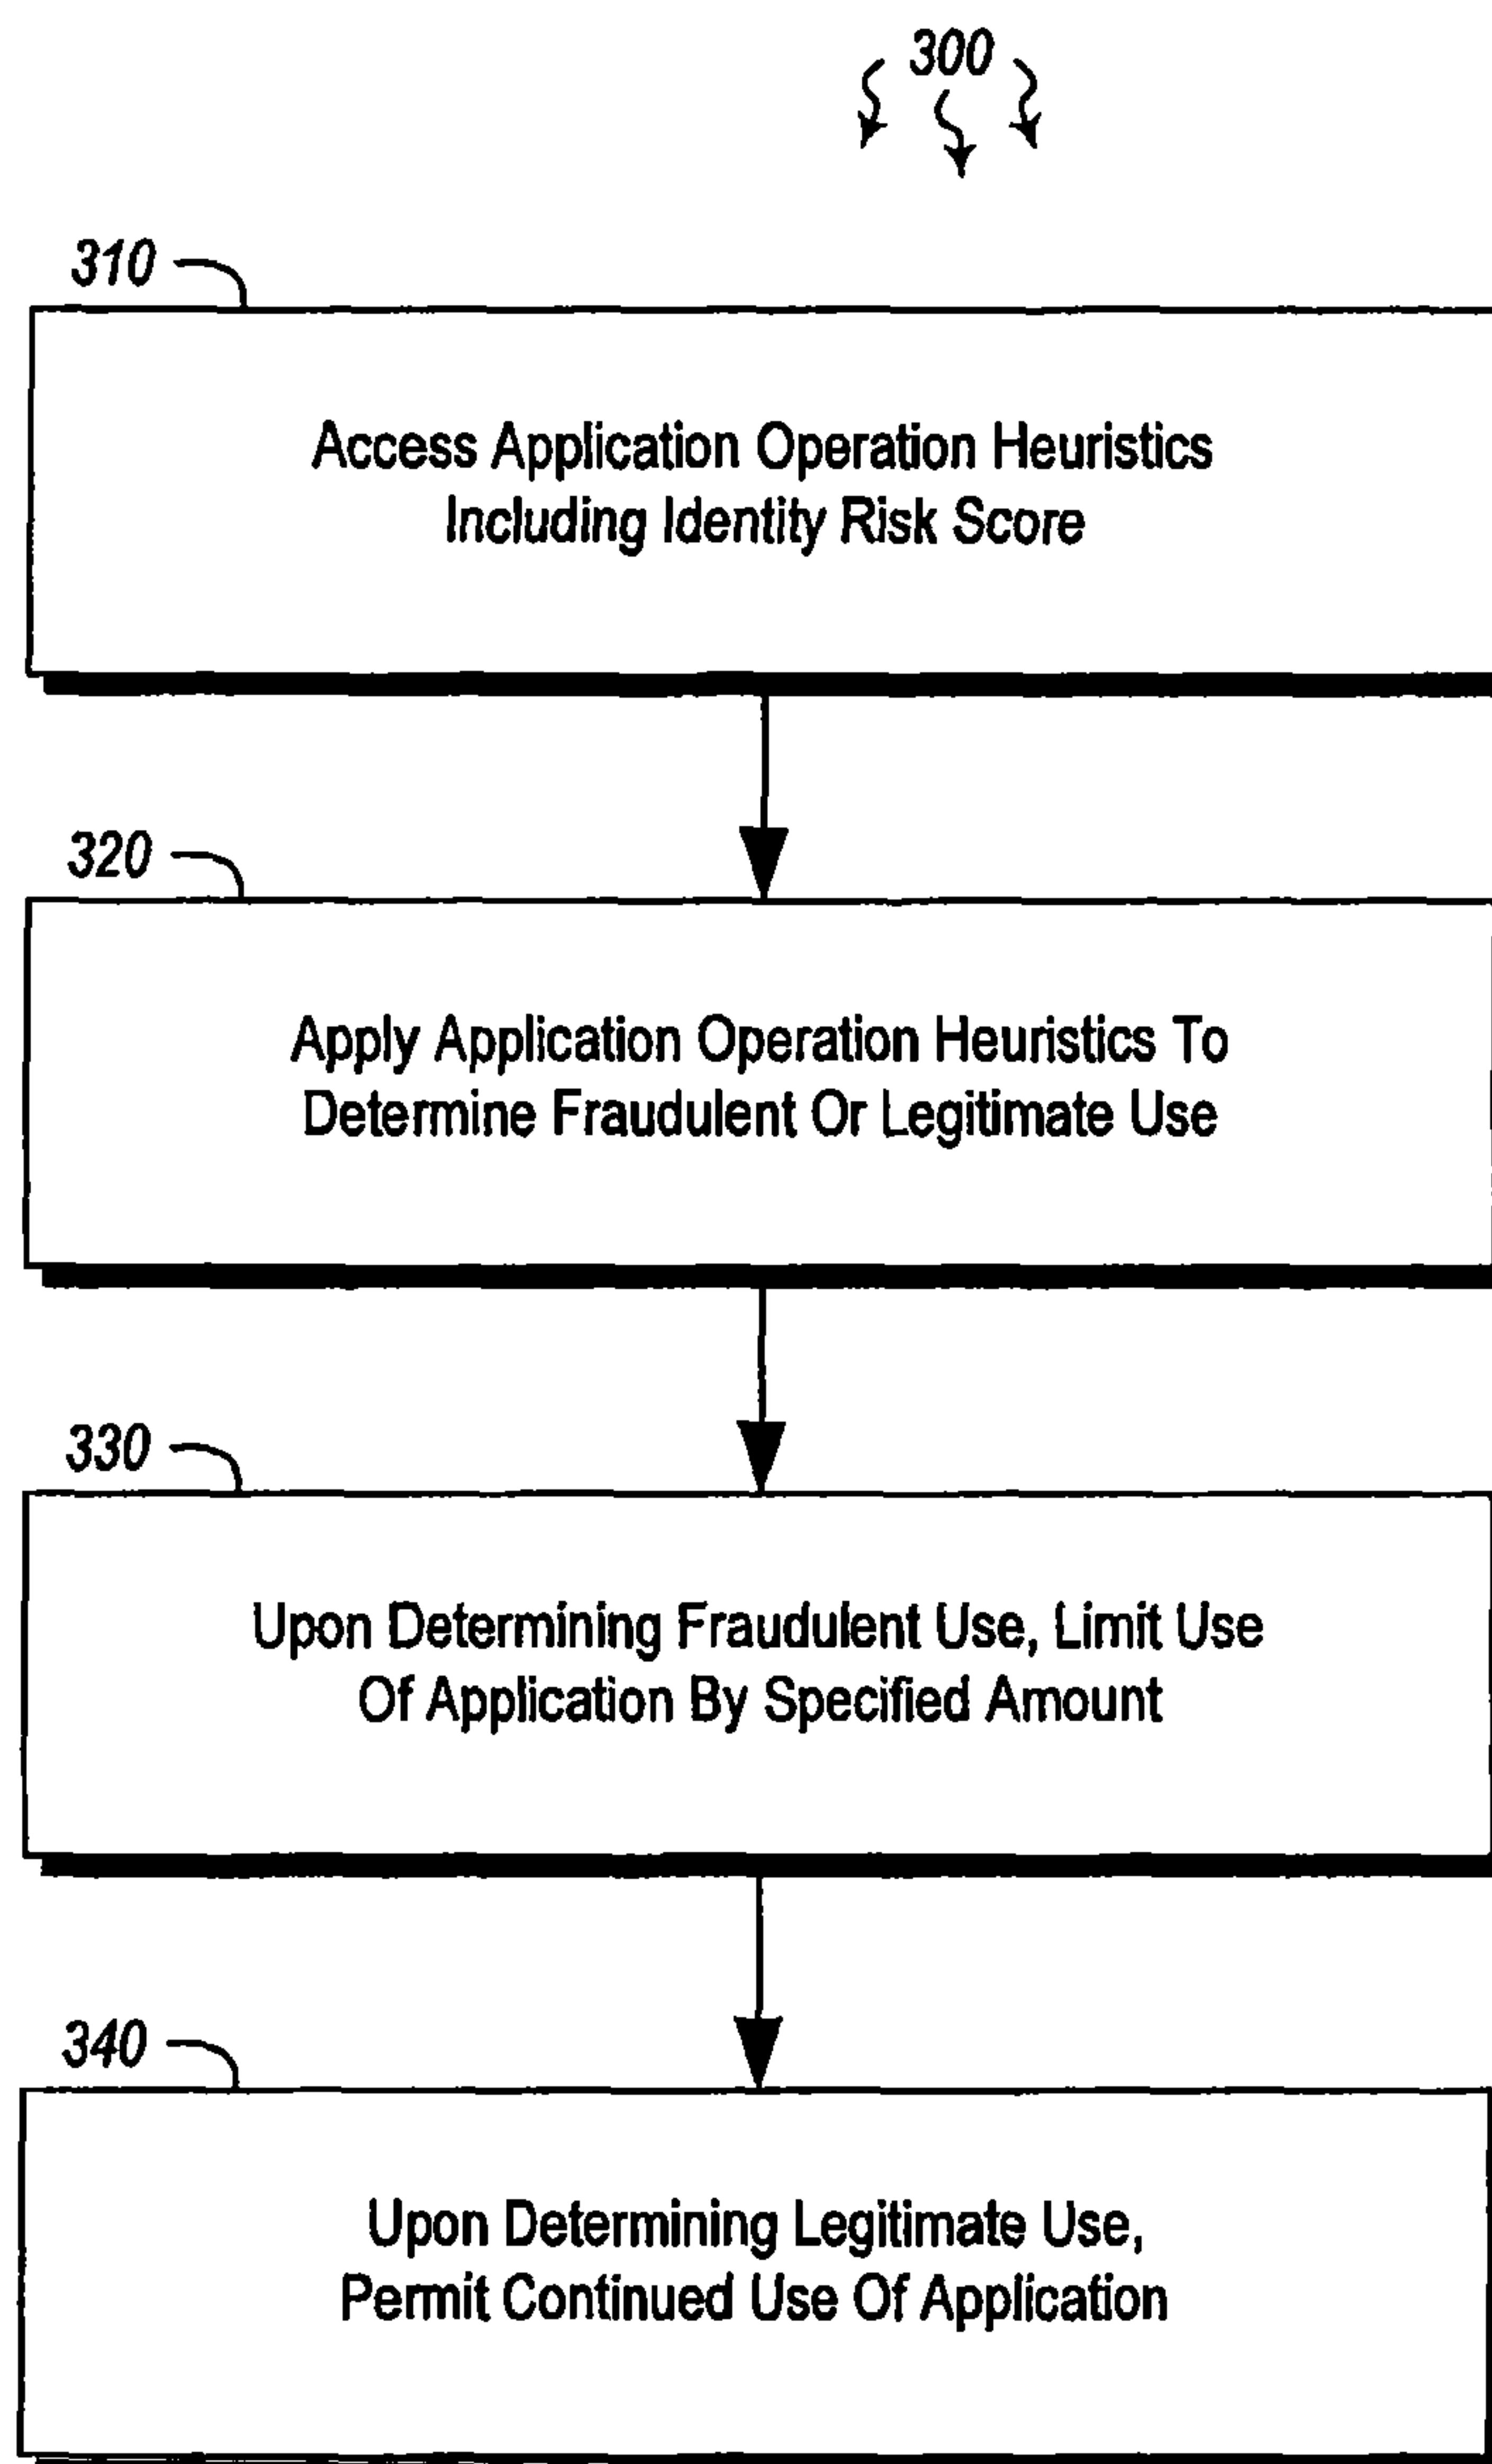 300
310
Access Application Operation Heuristics
Including Identity Risk Score
320
Apply Application Operation Heuristics To
Determine Fraudulent Or Legitimate Use
330
Upon Determining Fraudulent Use, Limit Use
Of Application By Specified Amount
340
Upon Determining Legitimate Use,
Permit Continued Use Of Application